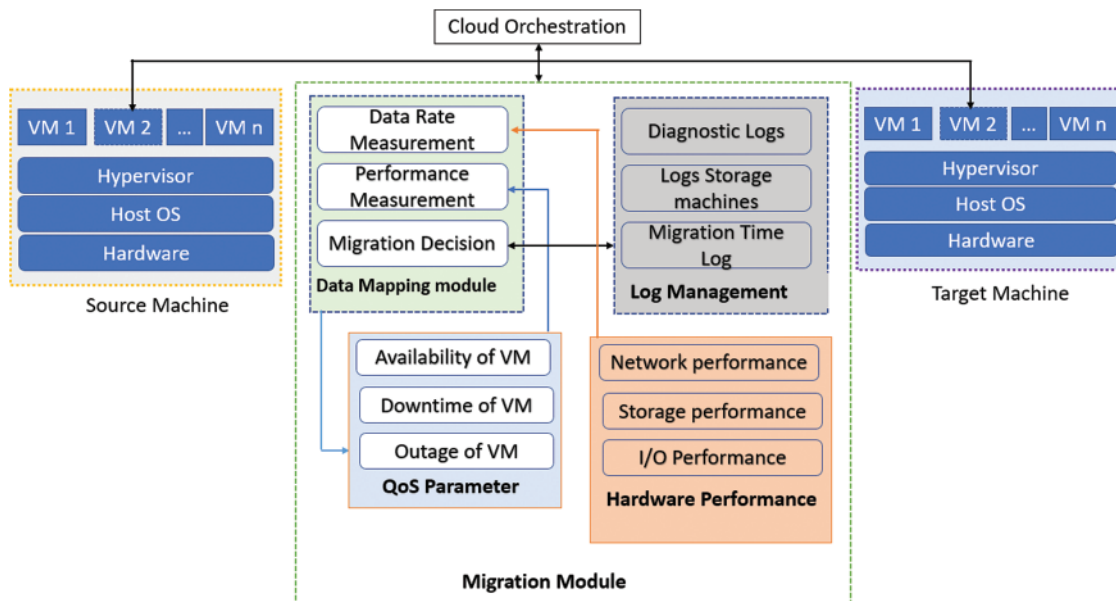 Cloud Orchestration
VM 1
VM 2
...
VM n
Hypervisor
Host OS
Hardware
Source Machine
Data Rate
Measurement
Performance
Measurement
Migration Decision
Data Mapping module
Diagnostic Logs
Logs Storage
machines
Migration Time
Log
Log Management
VM 1
VM 2
...
VM n
Hypervisor
Host OS
Hardware
Target Machine
Availability of VM
Downtime of VM
Outage of VM
QoS Parameter
Network performance
Storage performance
I/O Performance
Hardware Performance
Migration Module